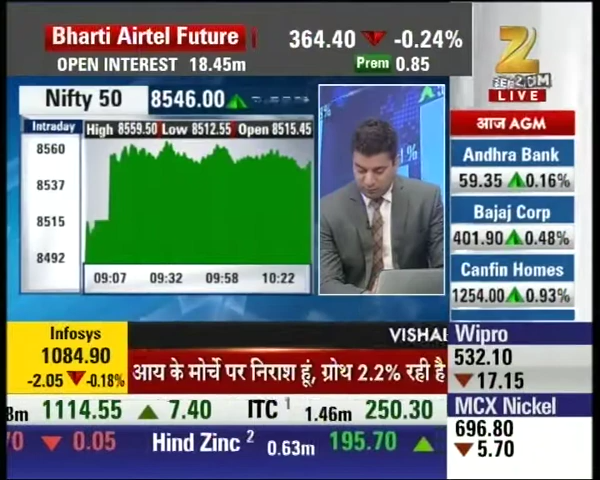 Bharti Airtel Future
364.40 -0.24%
OPEN INTEREST 18.45m
Prem 0.85
LIVE
Nifty 50 8546.00
Intraday High 8559.50 Low 8512.55 Open 8515.45
8560
8537
8515
8492
09:07 09:32 09:58 10:22
आज AGM
Andhra Bank
59.35 0.16%
Bajaj Corp
401.90 0.48%
Canfin Homes
1254.00 0.93%
Infosys
1084.90
-2.05 -0.18%
VISHAL
आय के मोर्चे पर निराश हूं, ग्रोथ 2.2% रही है
Wipro
532.10
17.15
8m 1114.55 7.40 ITC 1 1.46m 250.30
MCX Nickel
696.80
5.70
70 0.05 Hind Zinc 2 0.63m 195.70